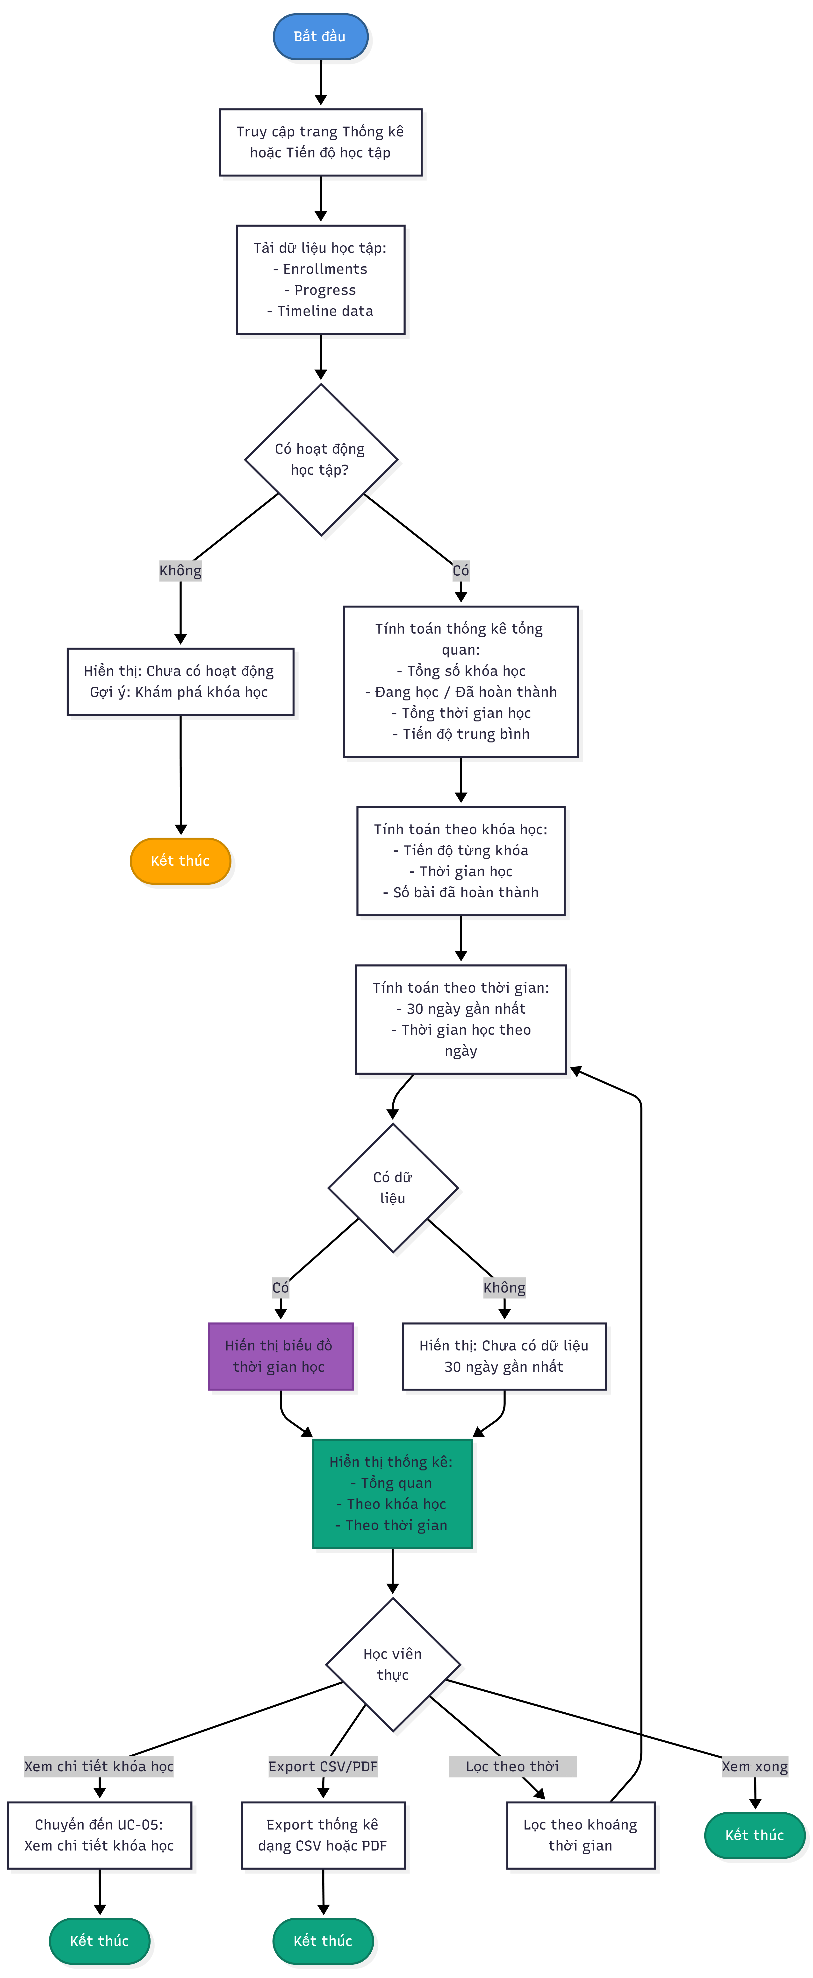 Bắt đầu
Truy cập trang Thống kê
hoặc Tiến độ học tập
Tải dữ liệu học tập:
- Enrollments
- Progress
- Timeline data
Có hoạt động
học tập?
Không
Có
Hiển thị: Chưa có hoạt động
Gợi ý: Khám phá khóa học
Kết thúc
Tính toán thống kê tổng
quan:
- Tổng số khóa học
- Đang học / Đã hoàn thành
- Tổng thời gian học
- Tiến độ trung bình
Tính toán theo khóa học:
- Tiến độ từng khóa
- Thời gian học
- Số bài đã hoàn thành
Tính toán theo thời gian:
- 30 ngày gần nhất
- Thời gian học theo
ngày
Có dữ
liệu
Có
Không
Hiển thị biểu đồ
thời gian học
Hiển thị: Chưa có dữ liệu
30 ngày gần nhất
Hiển thị thống kê:
- Tổng quan
- Theo khóa học
- Theo thời gian
Học viên
thực
Xem chi tiết khóa học
Export CSV/PDF
Lọc theo thời
Xem xong
Chuyển đến UC-05:
Xem chi tiết khóa học
Export thống kê
dạng CSV hoặc PDF
Lọc theo khoảng
thời gian
Kết thúc
Kết thúc
Kết thúc